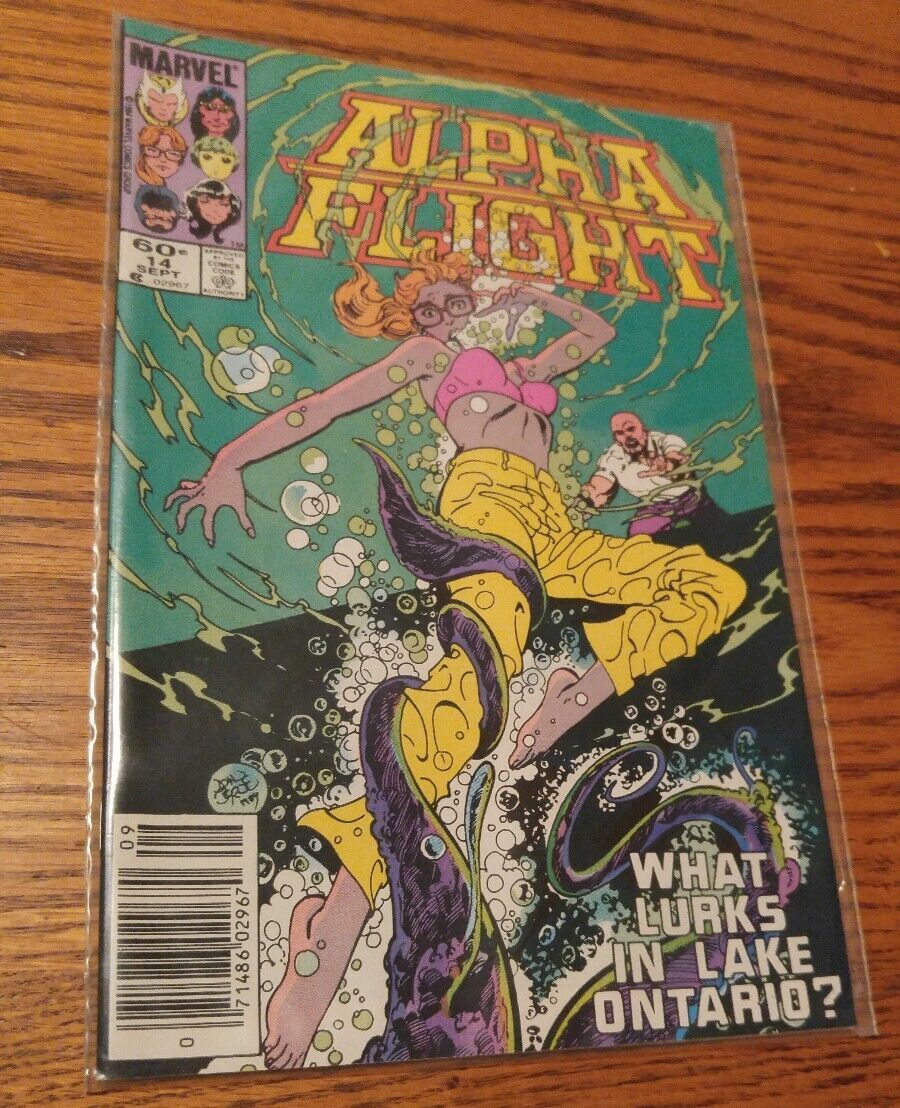 MARVEL
ALPHA
FLIGHT
60¢
14
SEPT
02967
APPROVED
BY THE
COMICS
CODE
AUTHORITY
TM
WHAT
LURKS
IN LAKE
ONTARIO?
09
71486 02967
0